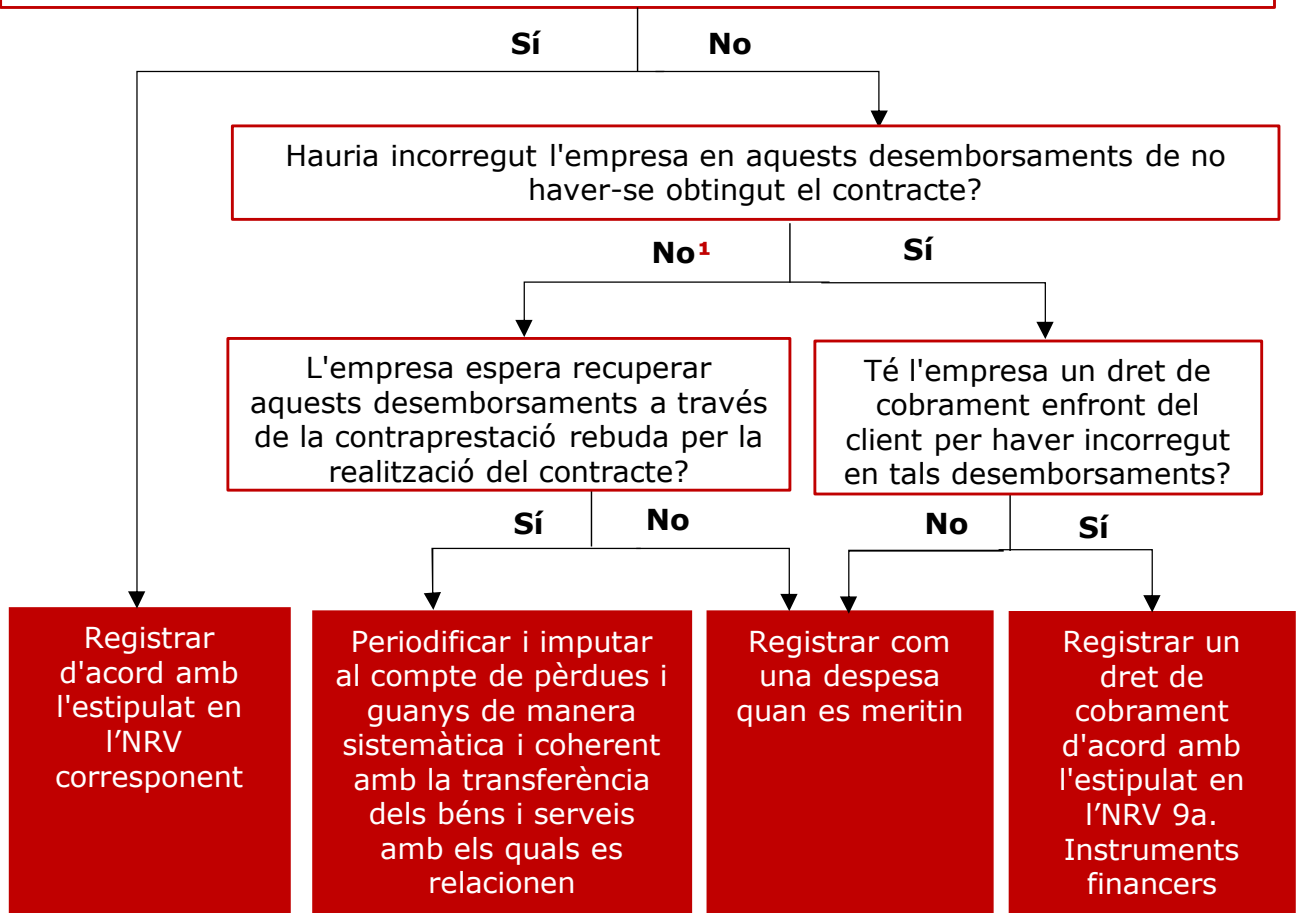 Sí
No
Hauria incorregut l'empresa en aquests desemborsaments de no
haver-se obtingut el contracte?
No¹
Sí
L'empresa espera recuperar
aquests desemborsaments a través
de la contraprestació rebuda per la
realització del contracte?
Té l'empresa un dret de
cobrament enfront del
client per haver incorregut
en tals desemborsaments?
Sí
No
No
Sí
Registrar
d'acord amb
l'estipulat en
l’NRV
corresponent
Periodificar i imputar
al compte de pèrdues i
guanys de manera
sistemàtica i coherent
amb la transferència
dels béns i serveis
amb els quals es
relacionen
Registrar com
una despesa
quan es meritin
Registrar un
dret de
cobrament
d'acord amb
l'estipulat en
l’NRV 9a.
Instruments
financers